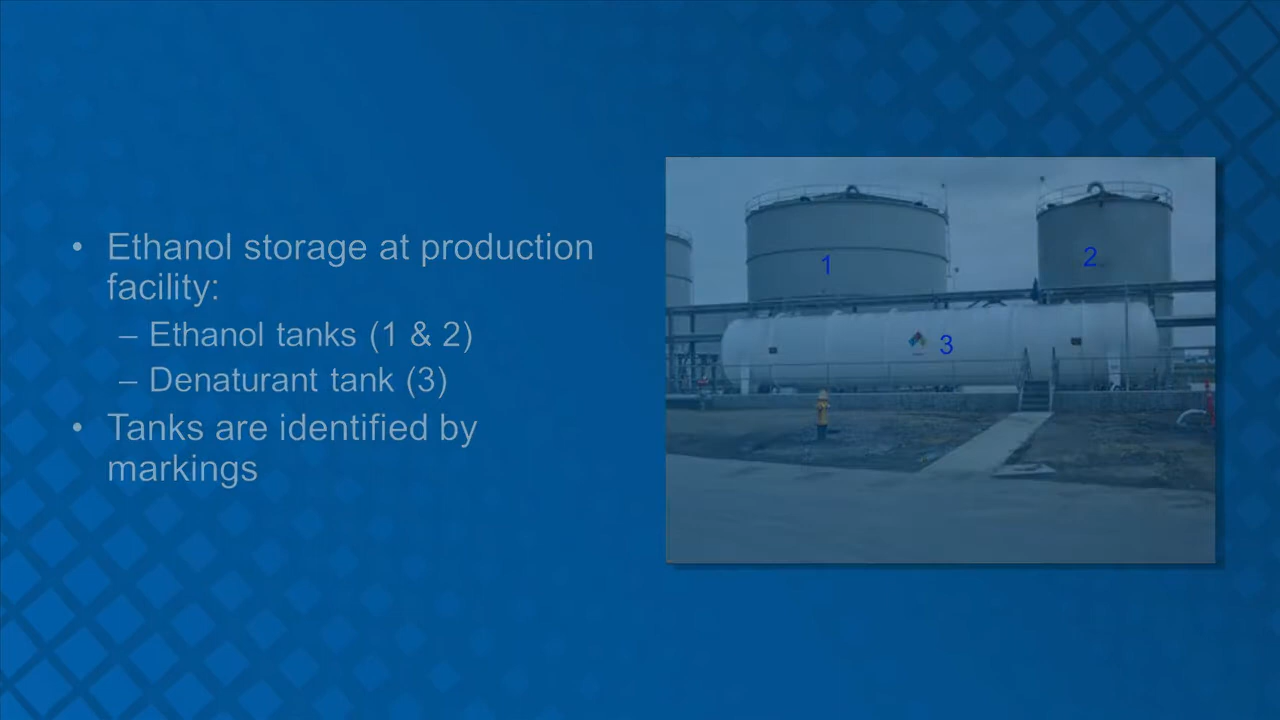 • Ethanol storage at production
facility:
– Ethanol tanks (1 & 2)
– Denaturant tank (3)
• Tanks are identified by
markings
1
2
3